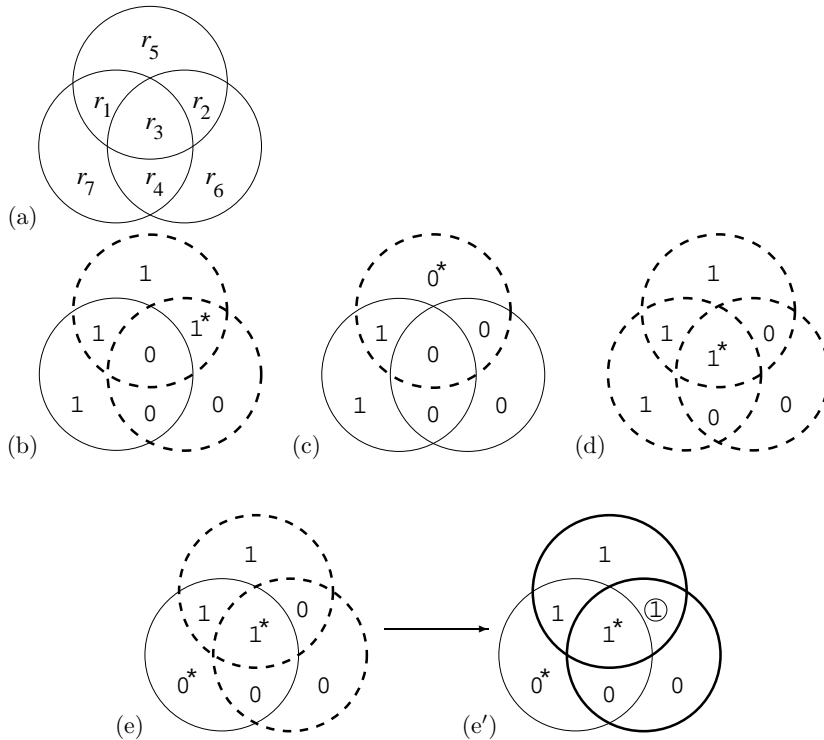 r5
r1 r2
r3
r7 r4 r6
(a)
1 1 1* 0 1 0 0
(b)
0* 1 0 0 1 0 0
(c)
1 1 0 1* 1 0 0
(d)
1 1 0 1* 0* 0 0
(e)
1 1 1 1* 0* 0 0
(e′)